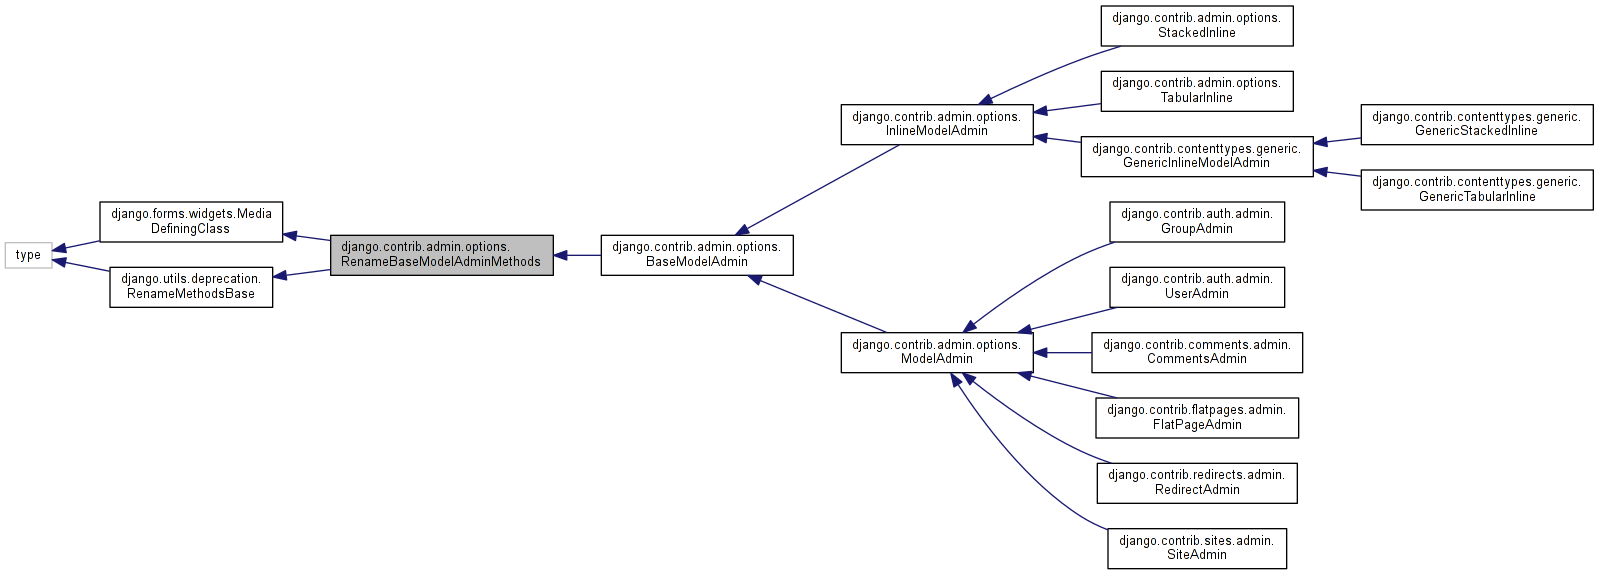 django.contrib.admin.options.
StackedInline
django.contrib.admin.options.
TabularInline
django.contrib.admin.options.
InlineModelAdmin
django.contrib.contenttypes.generic.
GenericStackedInline
django.contrib.contenttypes.generic.
GenericInlineModelAdmin
django.contrib.contenttypes.generic.
GenericTabularInline
django.forms.widgets.Media
DefiningClass
type
django.contrib.admin.options.
RenameBaseModelAdminMethods
django.utils.deprecation.
RenameMethodsBase
django.contrib.admin.options.
BaseModelAdmin
django.contrib.auth.admin.
GroupAdmin
django.contrib.auth.admin.
UserAdmin
django.contrib.admin.options.
ModelAdmin
django.contrib.comments.admin.
CommentsAdmin
django.contrib.flatpages.admin.
FlatPageAdmin
django.contrib.redirects.admin.
RedirectAdmin
django.contrib.sites.admin.
SiteAdmin